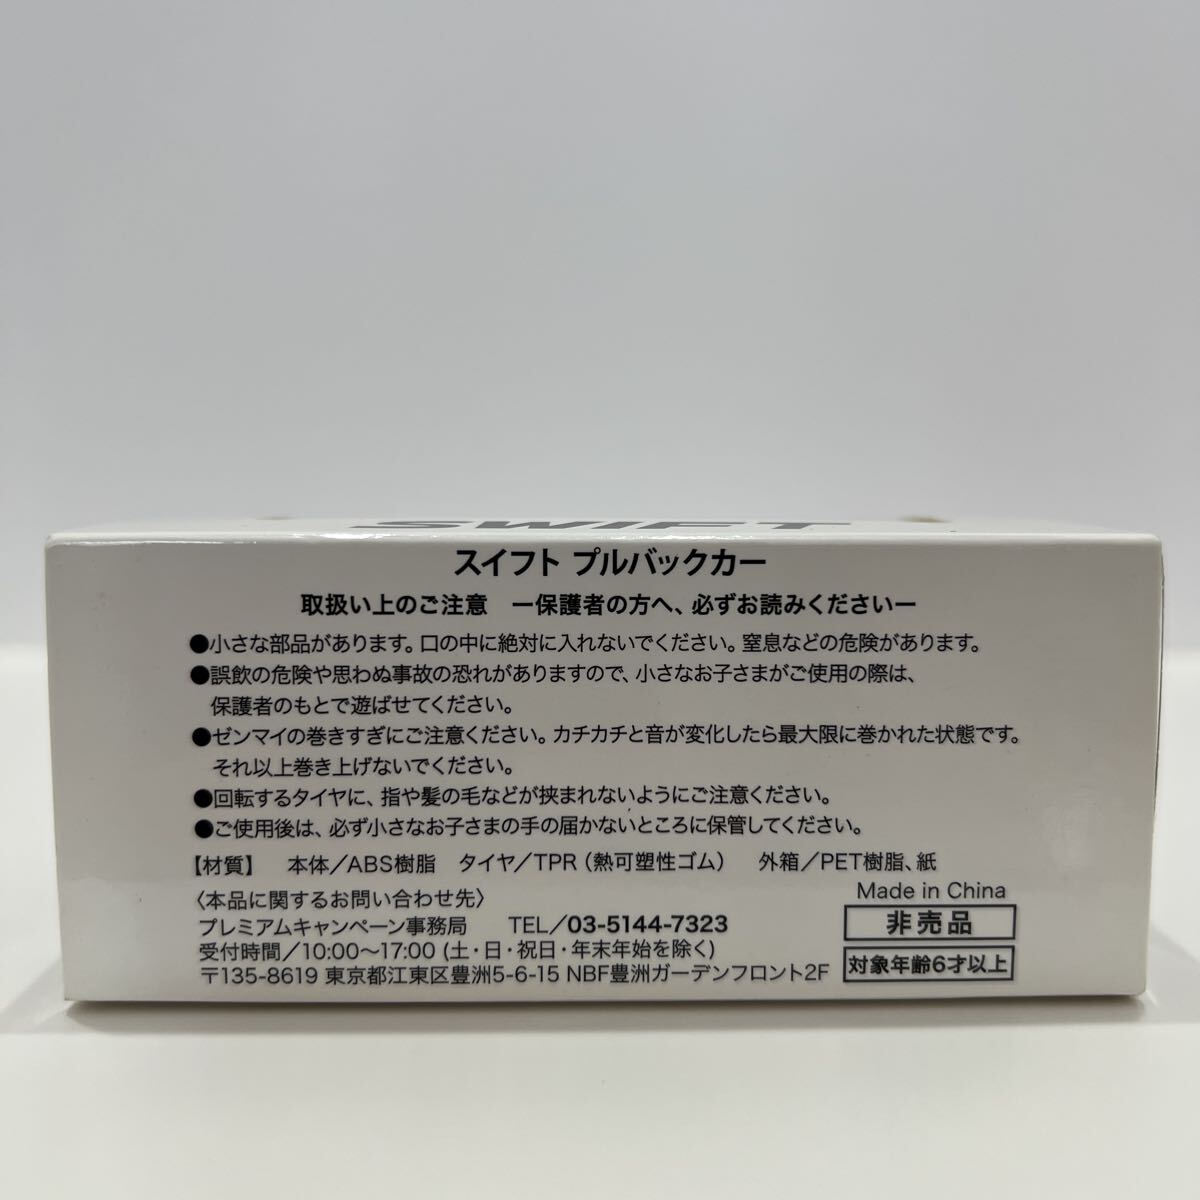 SWIFT
スイフト プルバックカー
取扱い上のご注意 ー保護者の方へ、必ずお読みくださいー
●小さな部品があります。口の中に絶対に入れないでください。窒息などの危険があります。
●誤飲の危険や思わぬ事故の恐れがありますので、小さなお子さまがご使用の際は、
保護者のもとで遊ばせてください。
●ゼンマイの巻きすぎにご注意ください。カチカチと音が変化したら最大限に巻かれた状態です。
それ以上巻き上げないでください。
●回転するタイヤに、指や髪の毛などが挟まれないようにご注意ください。
●ご使用後は、必ず小さなお子さまの手の届かないところに保管してください。
【材質】 本体／ABS樹脂 タイヤ／TPR（熱可塑性ゴム） 外箱／PET樹脂、紙
〈本品に関するお問い合わせ先〉
プレミアムキャンペーン事務局 TEL／03-5144-7323
受付時間／10:00〜17:00 (土・日・祝日・年末年始を除く)
〒135-8619 東京都江東区豊洲5-6-15 NBF豊洲ガーデンフロント2F
Made in China
非売品
対象年齢6才以上